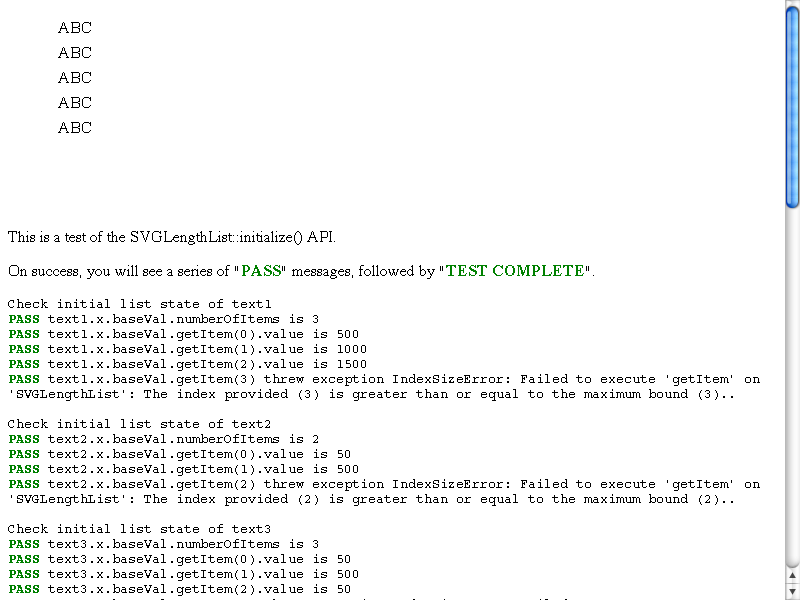 ABC
ABC
ABC
ABC
ABC
This is a test of the SVGLengthList::initialize() API.
On success, you will see a series of "PASS" messages, followed by "TEST COMPLETE".
Check initial list state of text1
PASS text1.x.baseVal.numberOfItems is 3
PASS text1.x.baseVal.getItem(0).value is 500
PASS text1.x.baseVal.getItem(1).value is 1000
PASS text1.x.baseVal.getItem(2).value is 1500
PASS text1.x.baseVal.getItem(3) threw exception IndexSizeError: Failed to execute 'getItem' on
'SVGLengthList': The index provided (3) is greater than or equal to the maximum bound (3)..
Check initial list state of text2
PASS text2.x.baseVal.numberOfItems is 2
PASS text2.x.baseVal.getItem(0).value is 50
PASS text2.x.baseVal.getItem(1).value is 500
PASS text2.x.baseVal.getItem(2) threw exception IndexSizeError: Failed to execute 'getItem' on
'SVGLengthList': The index provided (2) is greater than or equal to the maximum bound (2)..
Check initial list state of text3
PASS text3.x.baseVal.numberOfItems is 3
PASS text3.x.baseVal.getItem(0).value is 50
PASS text3.x.baseVal.getItem(1).value is 500
PASS text3.x.baseVal.getItem(2).value is 50